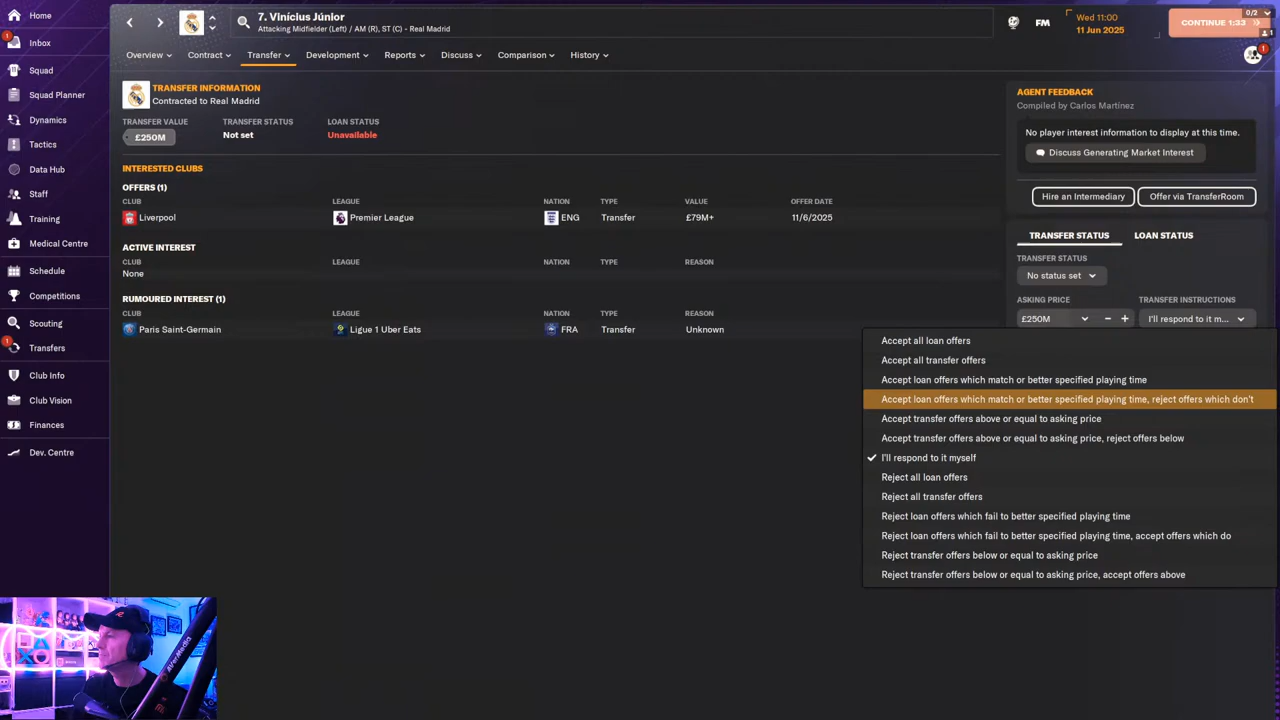 Home
1
Inbox
Squad
Squad Planner
Dynamics
Tactics
Data Hub
Staff
Training
Medical Centre
Schedule
Competitions
Scouting
1
Transfers
Club Info
Club Vision
Finances
Dev. Centre
7. Vinícius Júnior
Attacking Midfielder (Left) / AM (R), ST (C) - Real Madrid
FM
Wed 11:00
11 Jun 2025
0/2
CONTINUE 1:33
1
1
Overview
Contract
Transfer
Development
Reports
Discuss
Comparison
History
TRANSFER INFORMATION
Contracted to Real Madrid
TRANSFER VALUE TRANSFER STATUS LOAN STATUS
£250M Not set Unavailable
INTERESTED CLUBS
OFFERS (1)
CLUB LEAGUE NATION TYPE VALUE OFFER DATE
Liverpool Premier League ENG Transfer £79M+ 11/6/2025
ACTIVE INTEREST
CLUB LEAGUE NATION TYPE REASON
None
RUMOURED INTEREST (1)
CLUB LEAGUE NATION TYPE REASON
Paris Saint-Germain Ligue 1 Uber Eats FRA Transfer Unknown
AGENT FEEDBACK
Compiled by Carlos Martínez
No player interest information to display at this time.
Discuss Generating Market Interest
Hire an Intermediary Offer via TransferRoom
TRANSFER STATUS LOAN STATUS
TRANSFER STATUS
No status set
ASKING PRICE TRANSFER INSTRUCTIONS
£250M - + I'll respond to it m...
Accept all loan offers
Accept all transfer offers
Accept loan offers which match or better specified playing time
Accept loan offers which match or better specified playing time, reject offers which don't
Accept transfer offers above or equal to asking price
Accept transfer offers above or equal to asking price, reject offers below
I'll respond to it myself
Reject all loan offers
Reject all transfer offers
Reject loan offers which fail to better specified playing time
Reject loan offers which fail to better specified playing time, accept offers which do
Reject transfer offers below or equal to asking price
Reject transfer offers below or equal to asking price, accept offers above
AVerMedia